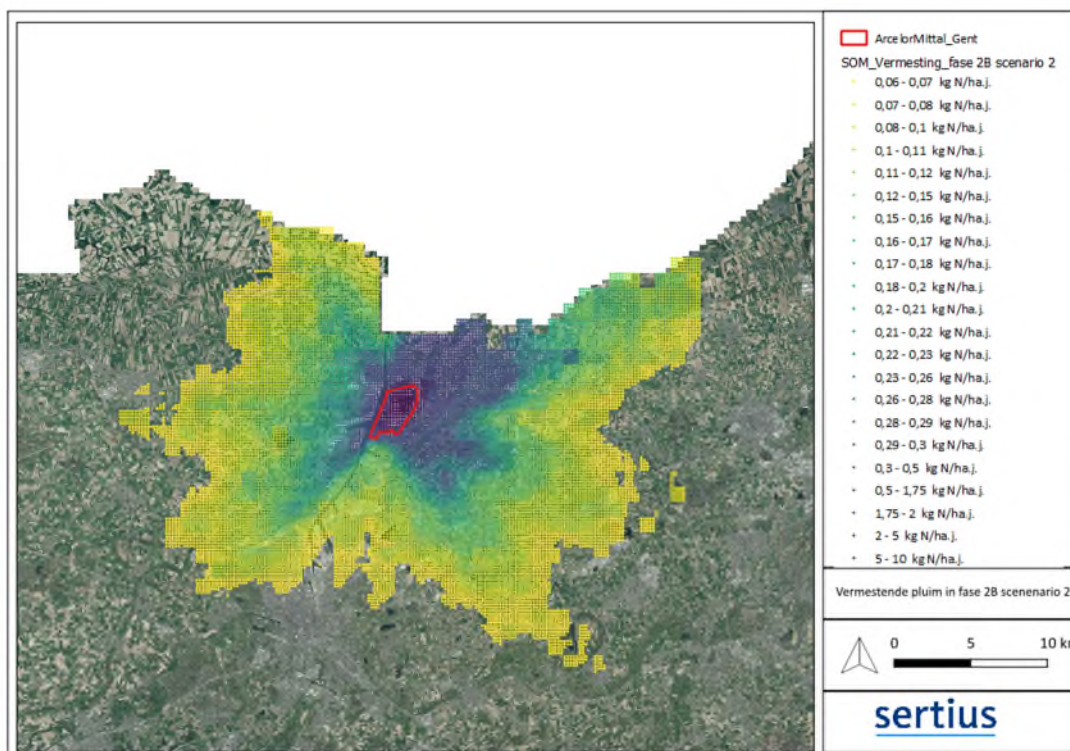 ArcelorMittal_Gent
SOM_Vermesting_fase 2B scenario 2
0,06 - 0,07 kg N/ha.j.
0,07 - 0,08 kg N/ha.j.
0,08 - 0,1 kg N/ha.j.
0,1 - 0,11 kg N/ha.j.
0,11 - 0,12 kg N/ha.j.
0,12 - 0,15 kg N/ha.j.
0,15 - 0,16 kg N/ha.j.
0,16 - 0,17 kg N/ha.j.
0,17 - 0,18 kg N/ha.j.
0,18 - 0,2 kg N/ha.j.
0,2 - 0,21 kg N/ha.j.
0,21 - 0,22 kg N/ha.j.
0,22 - 0,23 kg N/ha.j.
0,23 - 0,26 kg N/ha.j.
0,26 - 0,28 kg N/ha.j.
0,28 - 0,29 kg N/ha.j.
0,29 - 0,3 kg N/ha.j.
0,3 - 0,5 kg N/ha.j.
0,5 - 1,75 kg N/ha.j.
1,75 - 2 kg N/ha.j.
2 - 5 kg N/ha.j.
5 - 10 kg N/ha.j.
Vermestende pluim in fase 2B scenenario 2
0 5 10 km
sertius